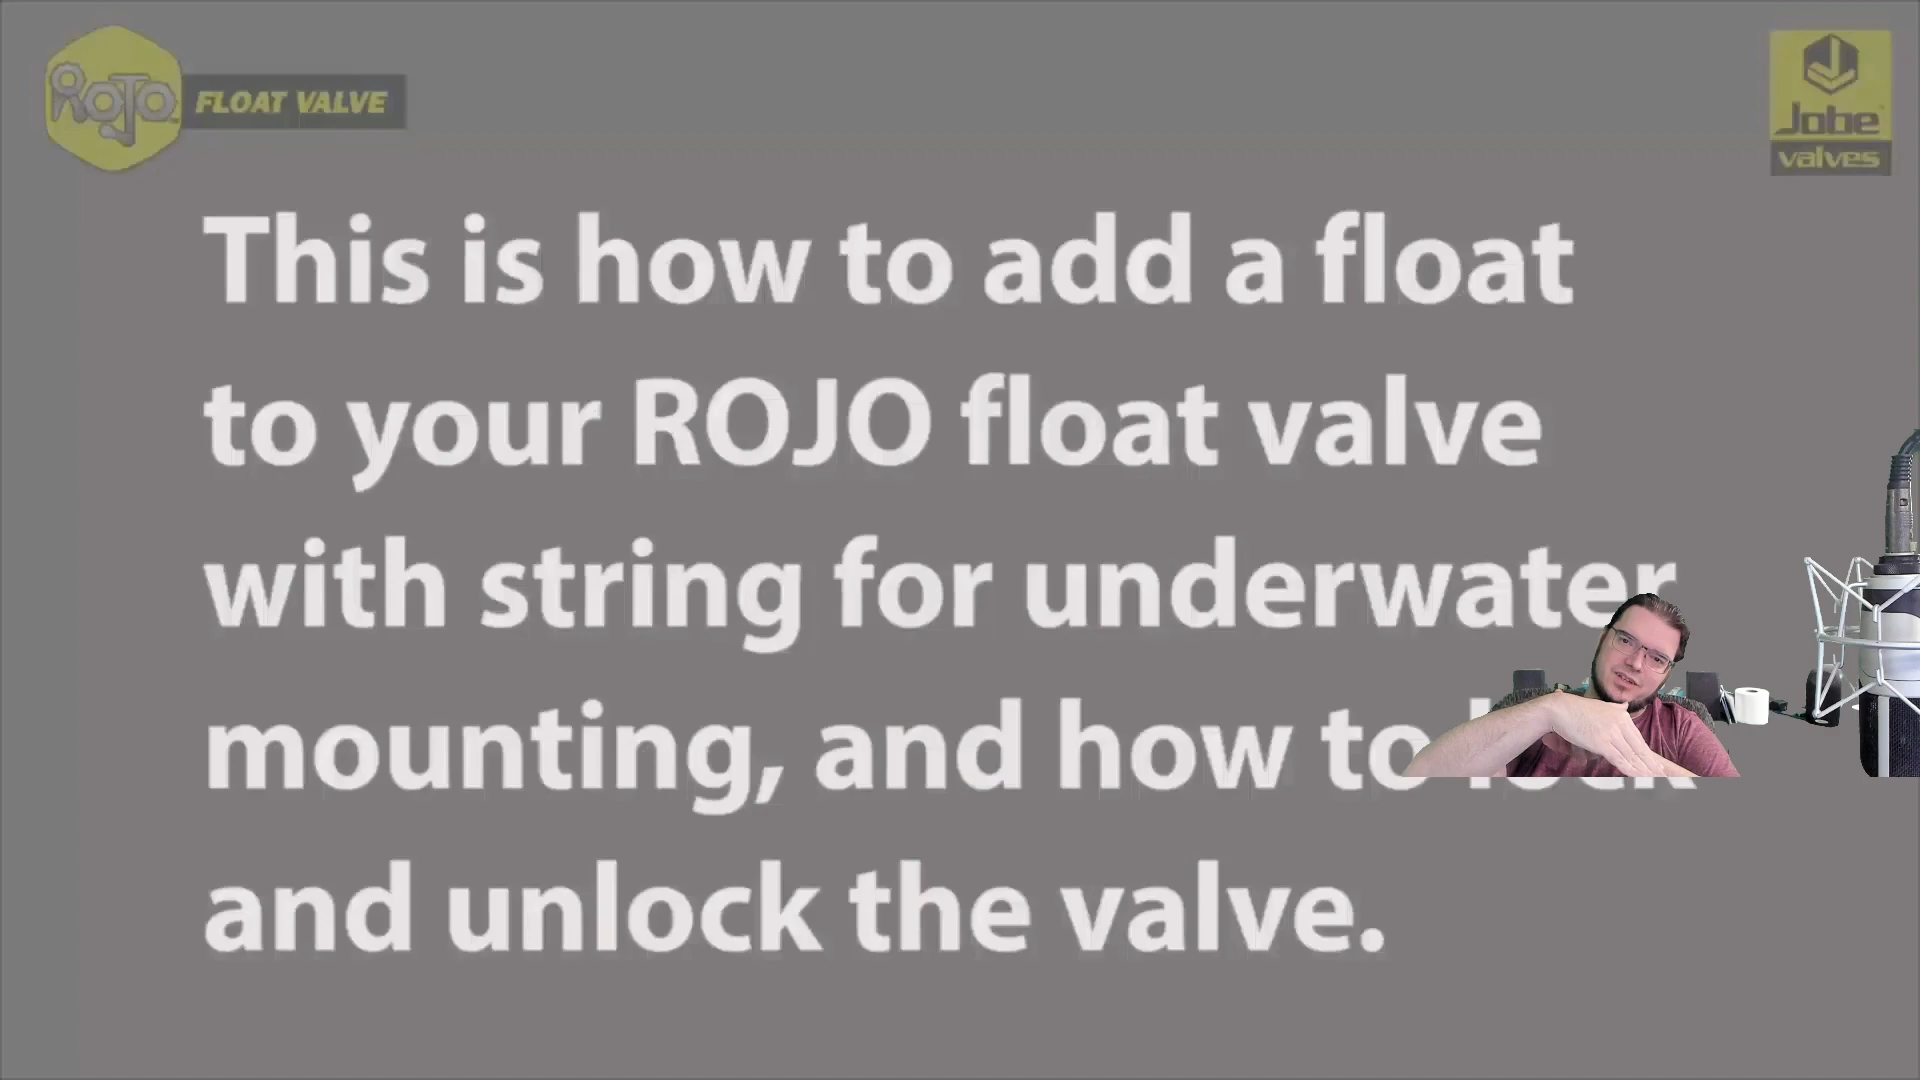 RoJo
FLOAT VALVE
Jobe
valves
This is how to add a float
to your ROJO float valve
with string for underwater
mounting, and how to lock
and unlock the valve.